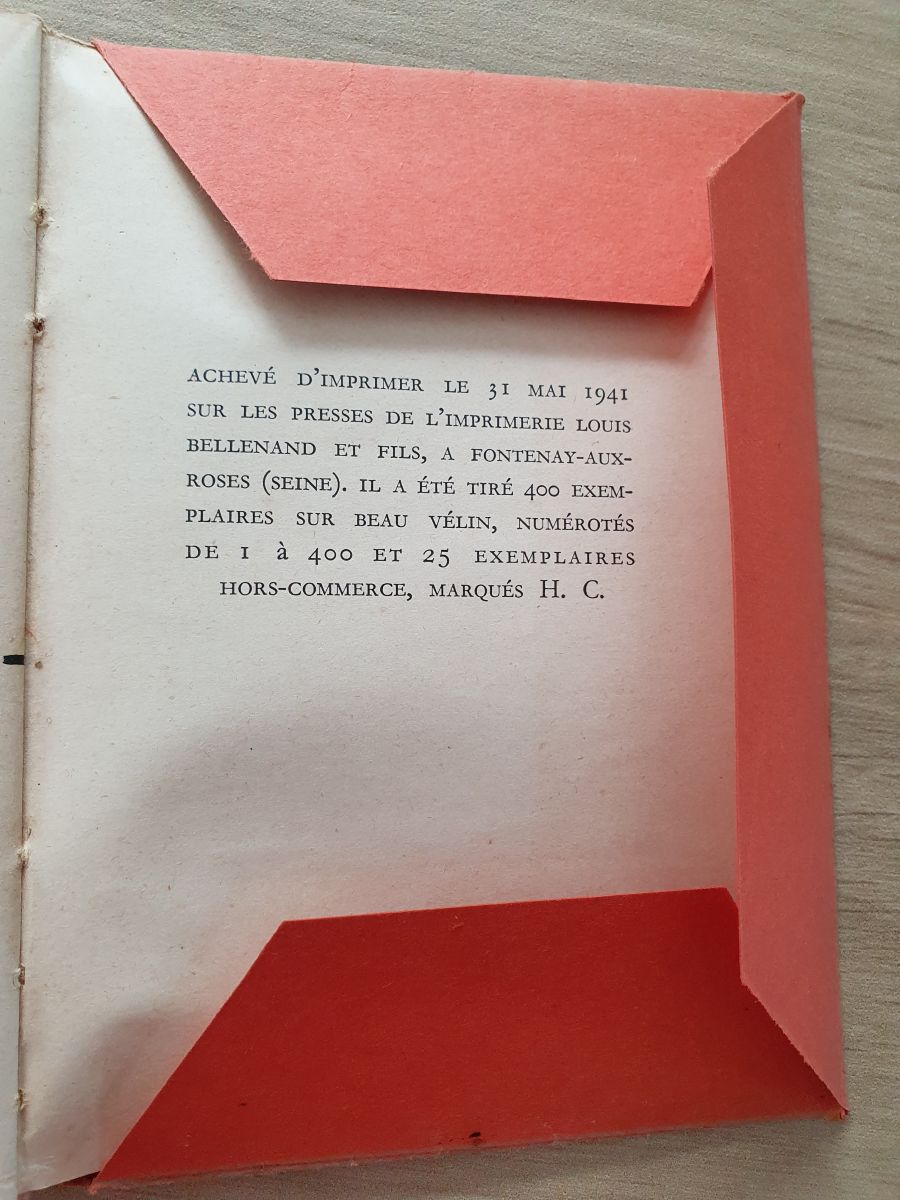 ACHEVÉ D'IMPRIMER LE 31 MAI 1941
SUR LES PRESSES DE L'IMPRIMERIE LOUIS
BELLENAND ET FILS, A FONTENAY-AUX-
ROSES (SEINE). IL A ÉTÉ TIRÉ 400 EXEM-
PLAIRES SUR BEAU VÉLIN, NUMÉROTÉS
DE 1 à 400 ET 25 EXEMPLAIRES
HORS-COMMERCE, MARQUÉS H. C.